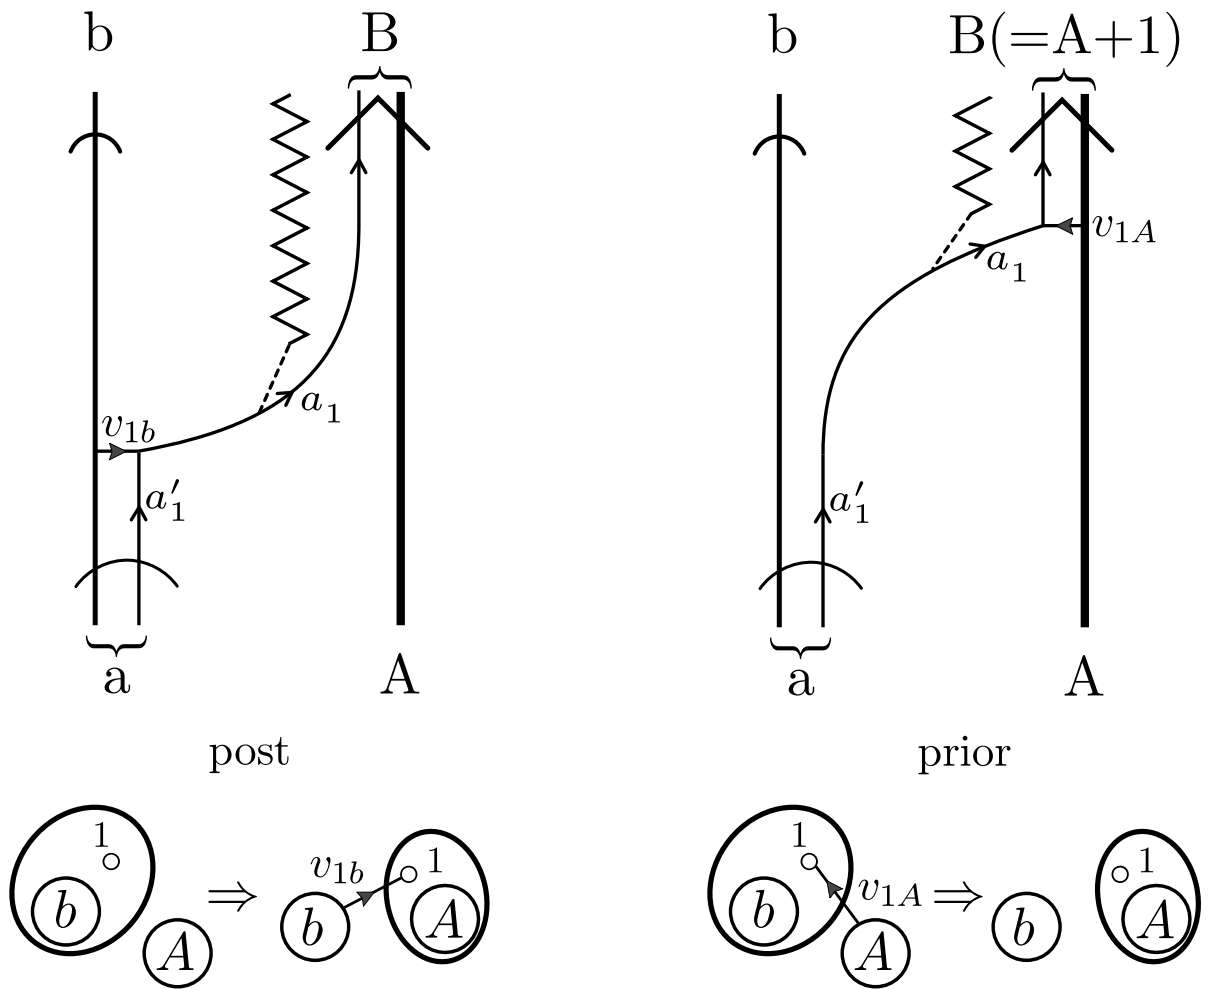 b B b B(=A+1)
v1A
a1
a1
v1b
a′1 a′1
a A a A
post prior
1 1 1 1
v1b v1A
b A ⇒ b A b A ⇒ b A